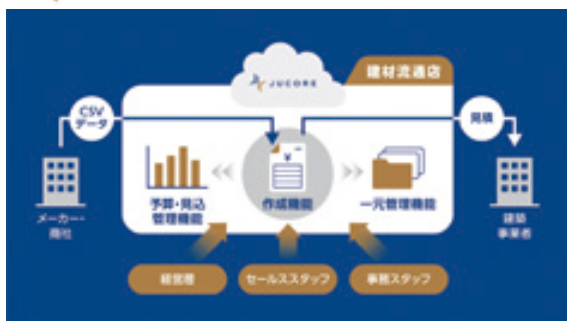 JUCORE
建材流通店
CSV
データ
見積
¥
予算・見込
管理機能
作成機能
一元管理機能
メーカー・
商社
建築
事業者
経営層
セールススタッフ
事務スタッフ